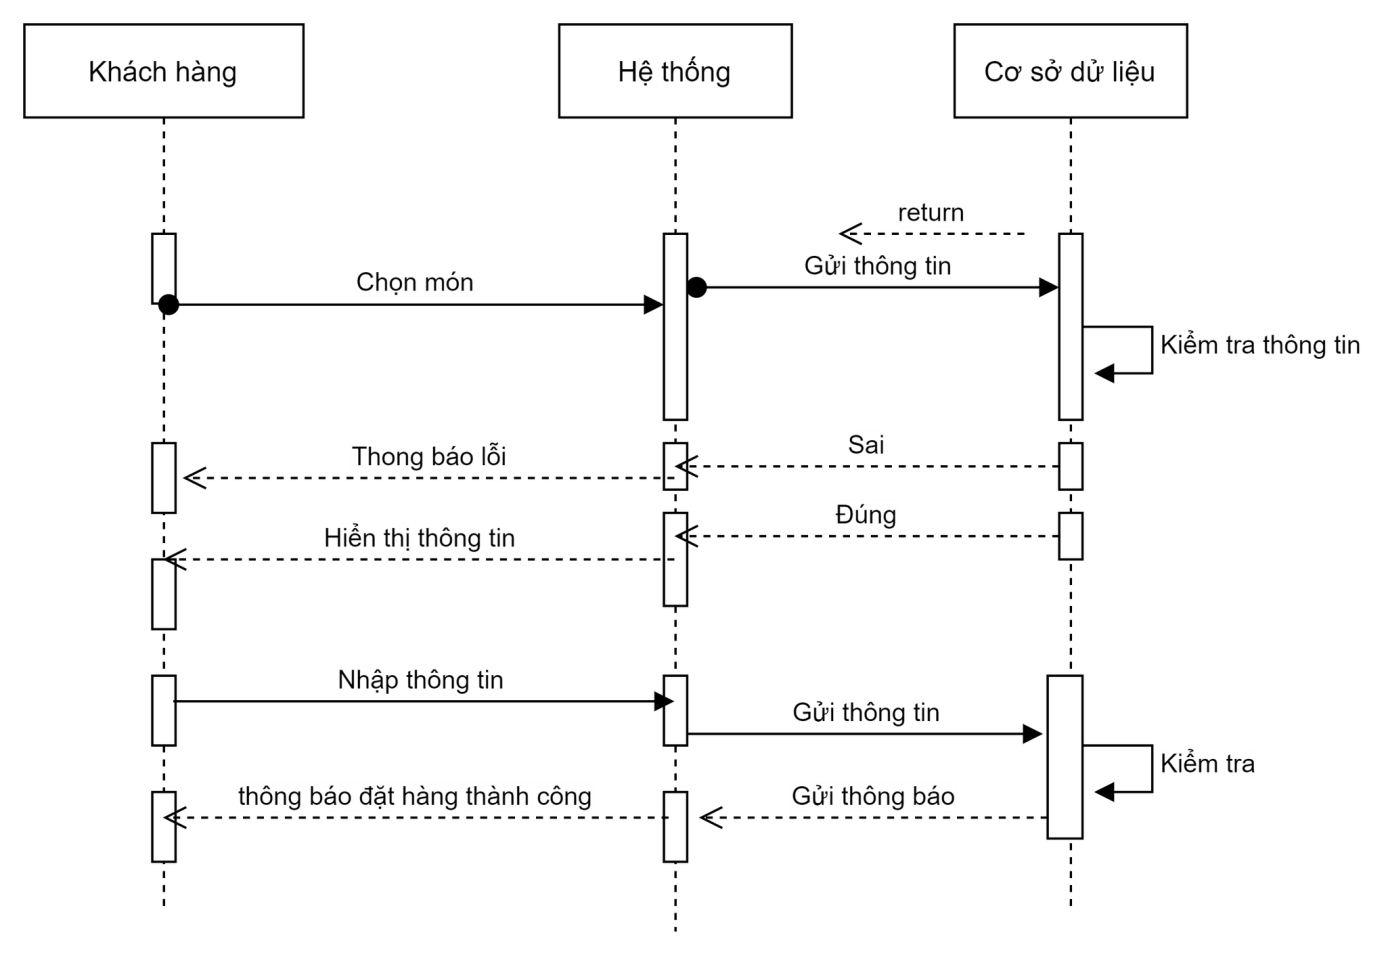 Khách hàng
Hệ thống
Cơ sở dử liệu
return
Gửi thông tin
Chọn món
Kiểm tra thông tin
Sai
Thong báo lỗi
Đúng
Hiển thị thông tin
Nhập thông tin
Gửi thông tin
Kiểm tra
thông báo đặt hàng thành công
Gửi thông báo